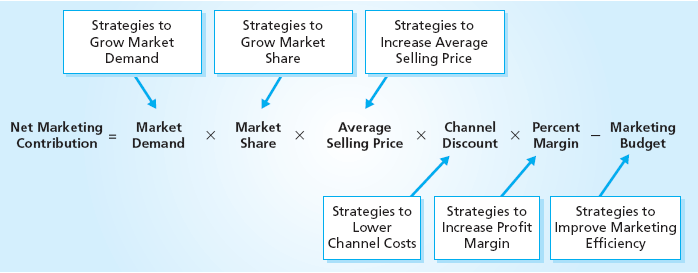 Strategies to
Grow Market
Demand
Strategies to
Grow Market
Share
Strategies to
Increase Average
Selling Price
Net Marketing
Contribution
=
Market
Demand
×
Market
Share
×
Average
Selling Price
×
Channel
Discount
×
Percent
Margin
−
Marketing
Budget
Strategies to
Lower
Channel Costs
Strategies to
Increase Profit
Margin
Strategies to
Improve Marketing
Efficiency